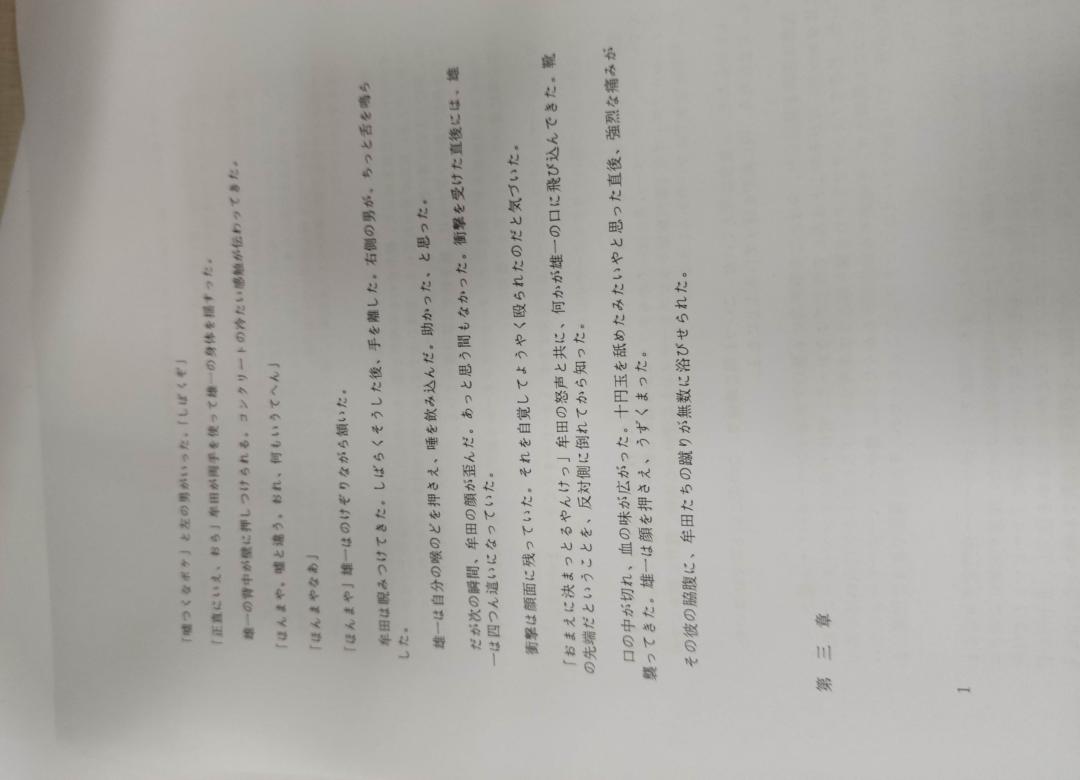 「嘘つくなボケ」と左の男がいった。「しばくぞ」
「正直にいえ、おら」牟田が両手を使って雄一の身体を揺すった。
雄一の背中が壁に押しつけられる。コンクリートの冷たい感触が伝わってきた。
「ほんまや。嘘と違う。おれ、何もいうてへん」
「ほんまやなあ」
「ほんまや」雄一はのけぞりながら頷いた。
牟田は睨みつけてきた。しばらくそうした後、手を離した。右側の男が、ちっと舌を鳴ら
した。
雄一は自分の喉のどを押さえ、唾を飲み込んだ。助かった、と思った。
だが次の瞬間、牟田の顔が歪んだ。あっと思う間もなかった。衝撃を受けた直後には、雄
一は四つん這いになっていた。
衝撃は顔面に残っていた。それを自覚してようやく殴られたのだと気づいた。
「おまえに決まっとるやんけっ」牟田の怒声と共に、何かが雄一の口に飛び込んできた。靴
の先端だということを、反対側に倒れてから知った。
口の中が切れ、血の味が広がった。十円玉を舐めたみたいやと思った直後、強烈な痛みが
襲ってきた。雄一は顔を押さえ、うずくまった。
その彼の脇腹に、牟田たちの蹴りが無数に浴びせられた。
第三章
1